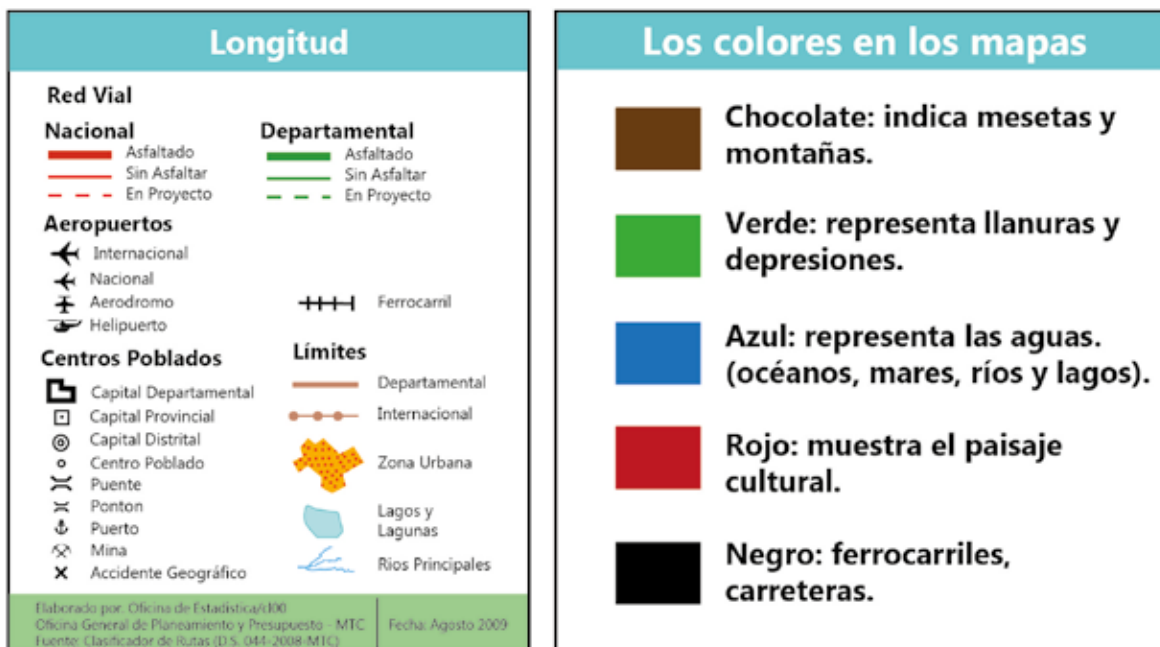 Longitud
Red Vial
Nacional
Asfaltado
Sin Asfaltar
En Proyecto
Departamental
Asfaltado
Sin Asfaltar
En Proyecto
Aeropuertos
Internacional
Nacional
Aerodromo
Helipuerto
Ferrocarril
Centros Poblados
Capital Departamental
Capital Provincial
Capital Distrital
Centro Poblado
Puente
Ponton
Puerto
Mina
Accidente Geográfico
Límites
Departamental
Internacional
Zona Urbana
Lagos y
Lagunas
Rios Principales
Elaborado por: Oficina de Estadistica/cl00
Oficina General de Planeamiento y Presupuesto - MTC
Fuente: Clasificador de Rutas (D.S. 044-2008-MTC)
Fecha: Agosto 2009
Los colores en los mapas
Chocolate: indica mesetas y
montañas.
Verde: representa llanuras y
depresiones.
Azul: representa las aguas.
(océanos, mares, ríos y lagos).
Rojo: muestra el paisaje
cultural.
Negro: ferrocarriles,
carreteras.